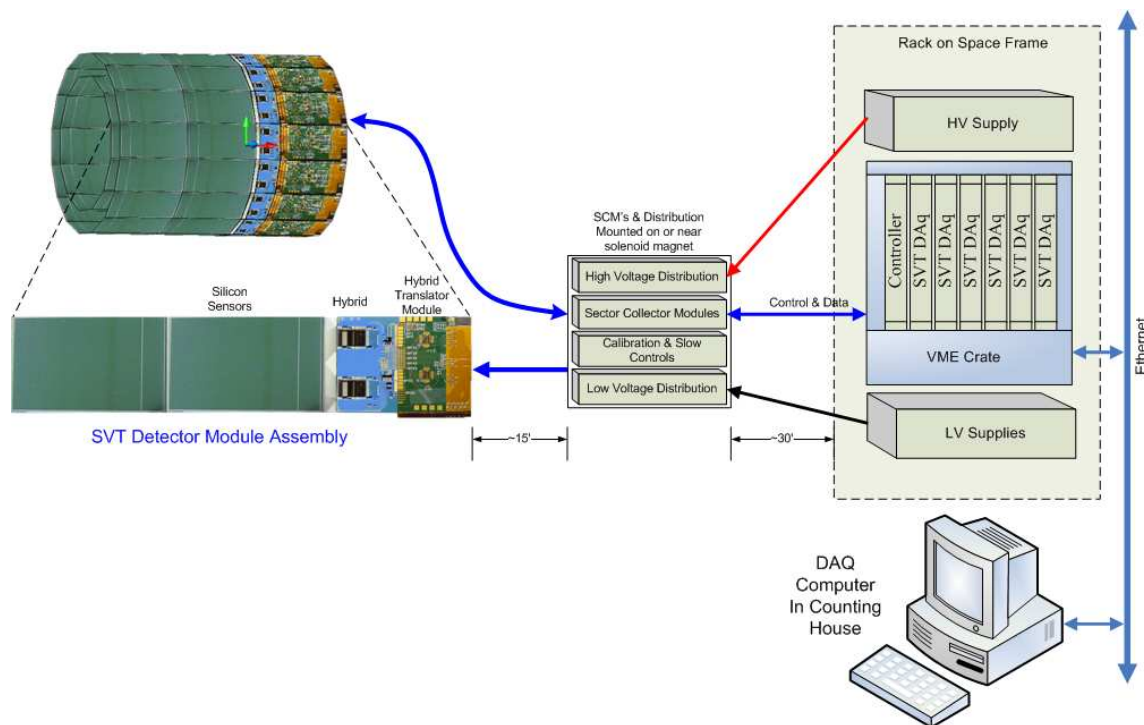 Rack on Space Frame
HV Supply
Controller
SVT DAq
SVT DAq
SVT DAq
SVT DAq
SVT DAq
SVT DAq
VME Crate
LV Supplies
Ethernet
SCM's & Distribution
Mounted on or near
solenoid magnet
High Voltage Distribution
Sector Collector Modules
Calibration & Slow
Controls
Low Voltage Distribution
Control & Data
Silicon
Sensors
Hybrid
Hybrid
Translator
Module
SVT Detector Module Assembly
~15'
~30'
DAQ
Computer
In Counting
House